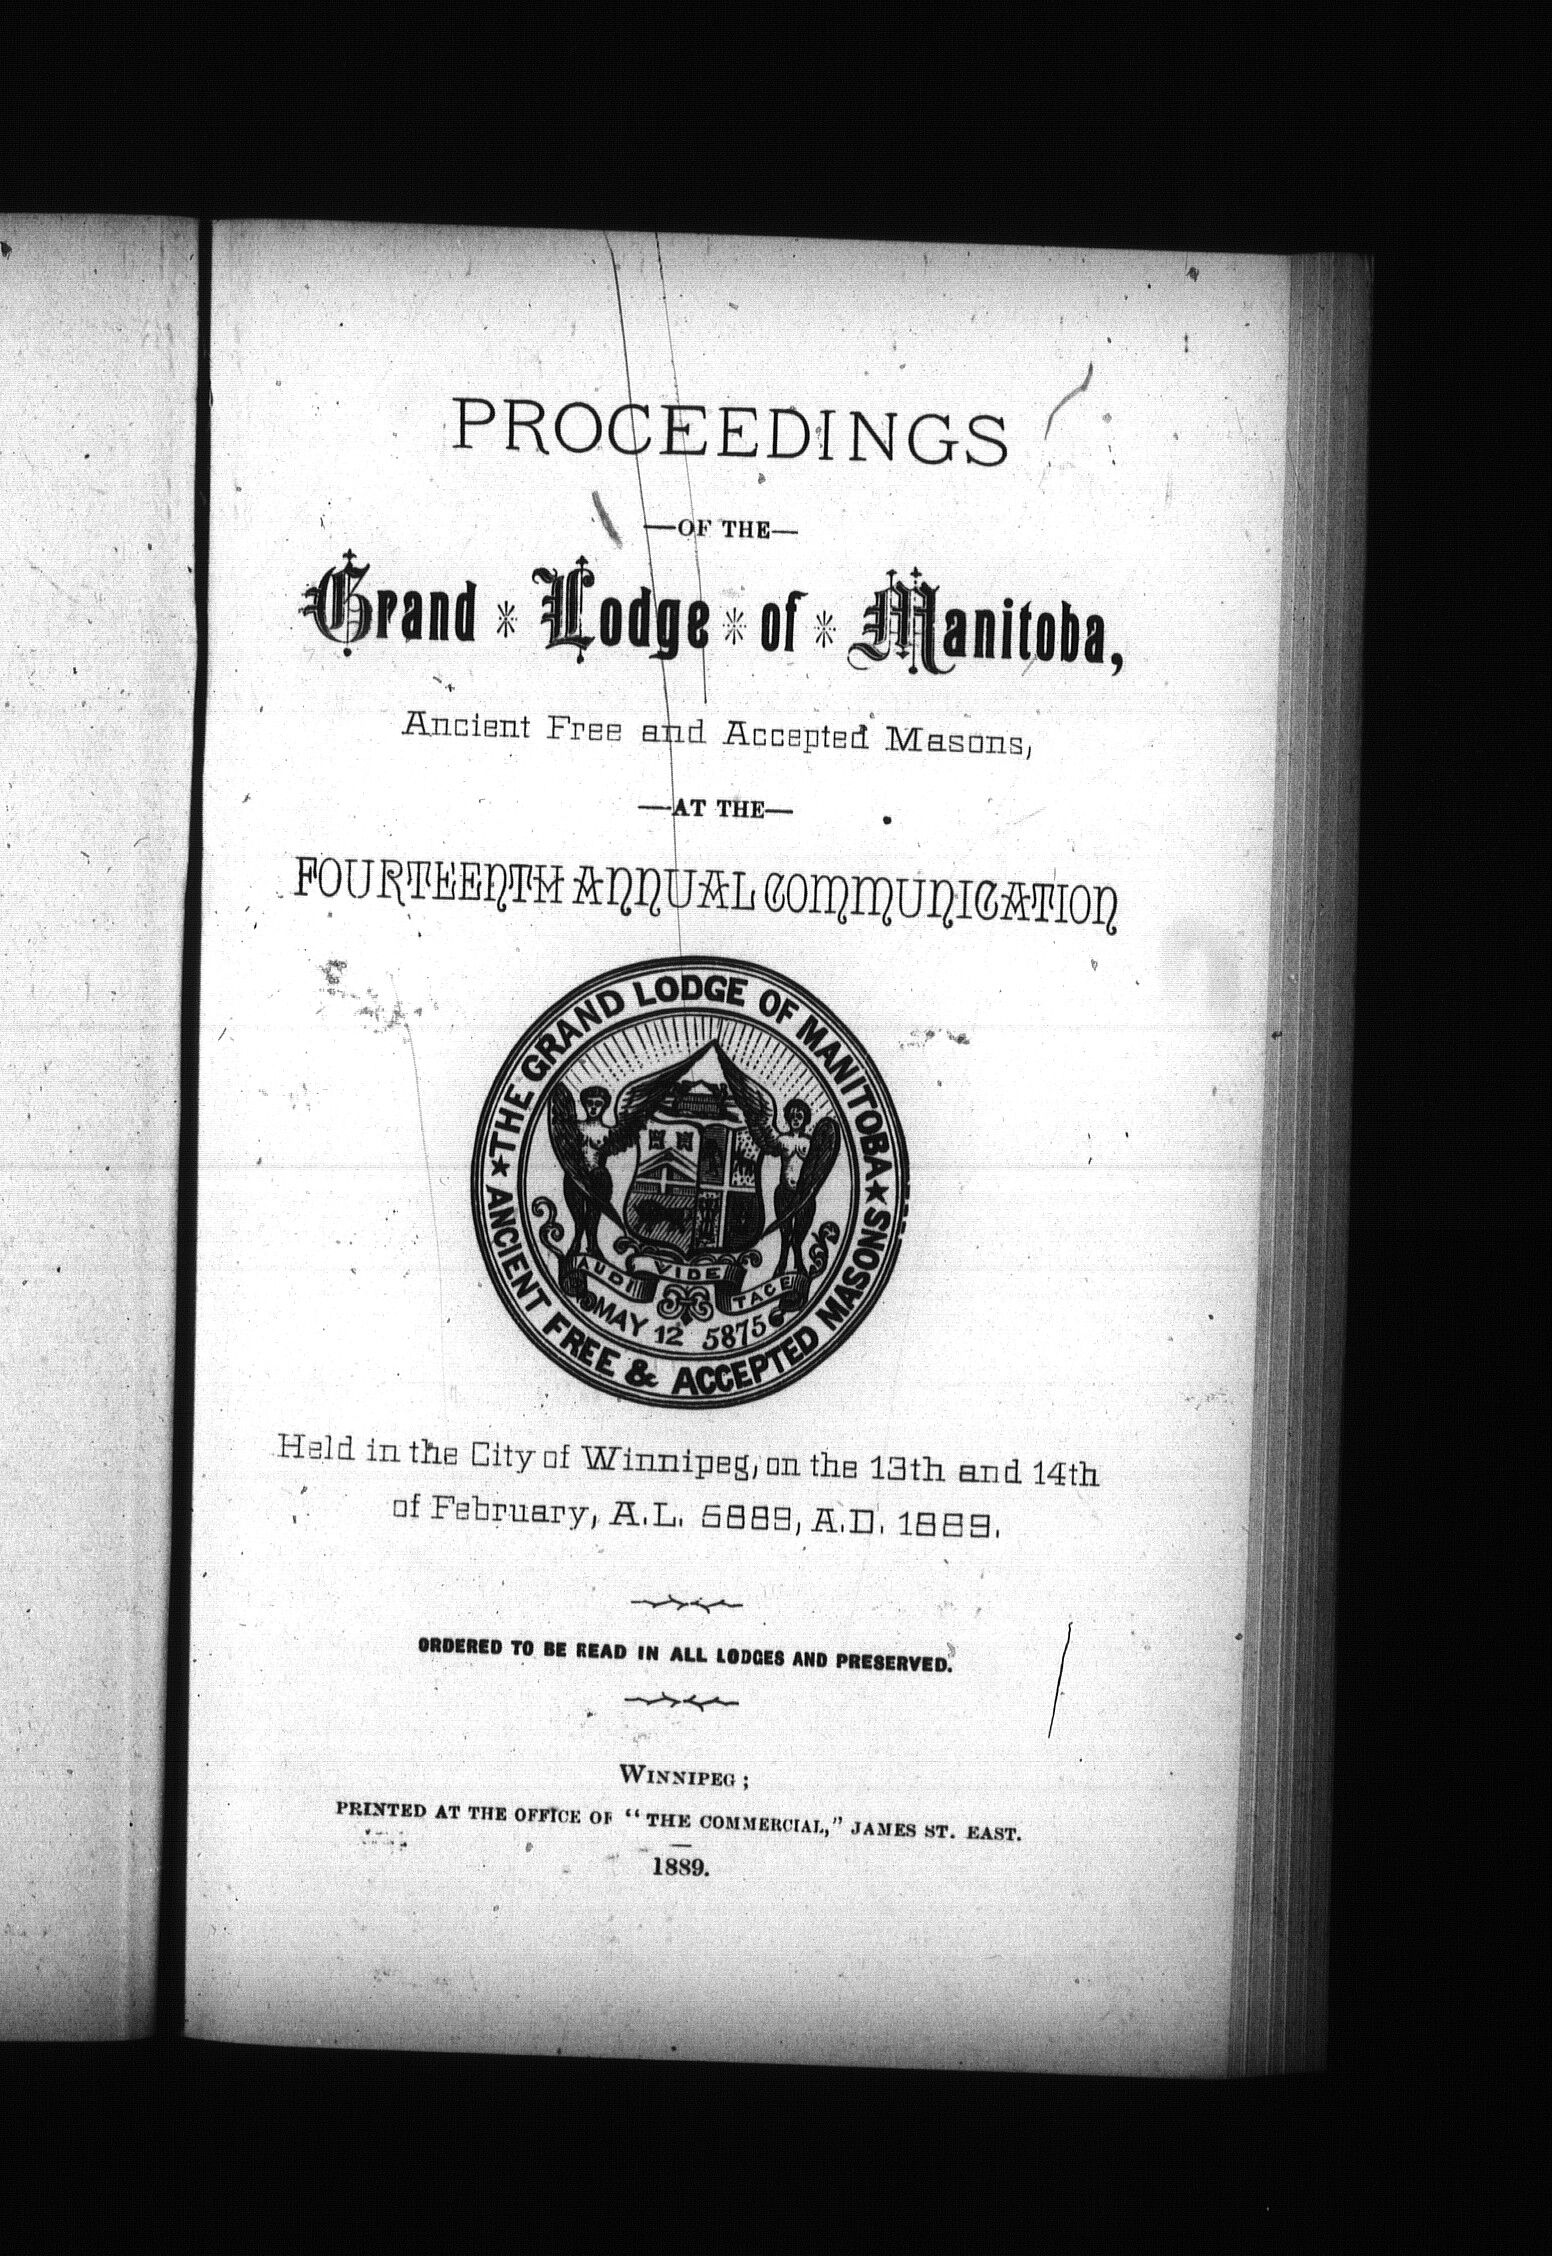 PROCEEDINGS
—OF THE—
Grand * Lodge * of * Manitoba,
Ancient Free and Accepted Masons,
—AT THE—
FOURTEENTH ANNUAL COMMUNICATION
★ THE GRAND LODGE OF MANITOBA ★
ANCIENT FREE & ACCEPTED MASONS
AUDI VIDE TACE
MAY 12 5875
Held in the City of Winnipeg, on the 13th and 14th
of February, A.L. 5889, A.D. 1889.
ORDERED TO BE READ IN ALL LODGES AND PRESERVED.
WINNIPEG;
PRINTED AT THE OFFICE OF “THE COMMERCIAL,” JAMES ST. EAST.
—
1889.